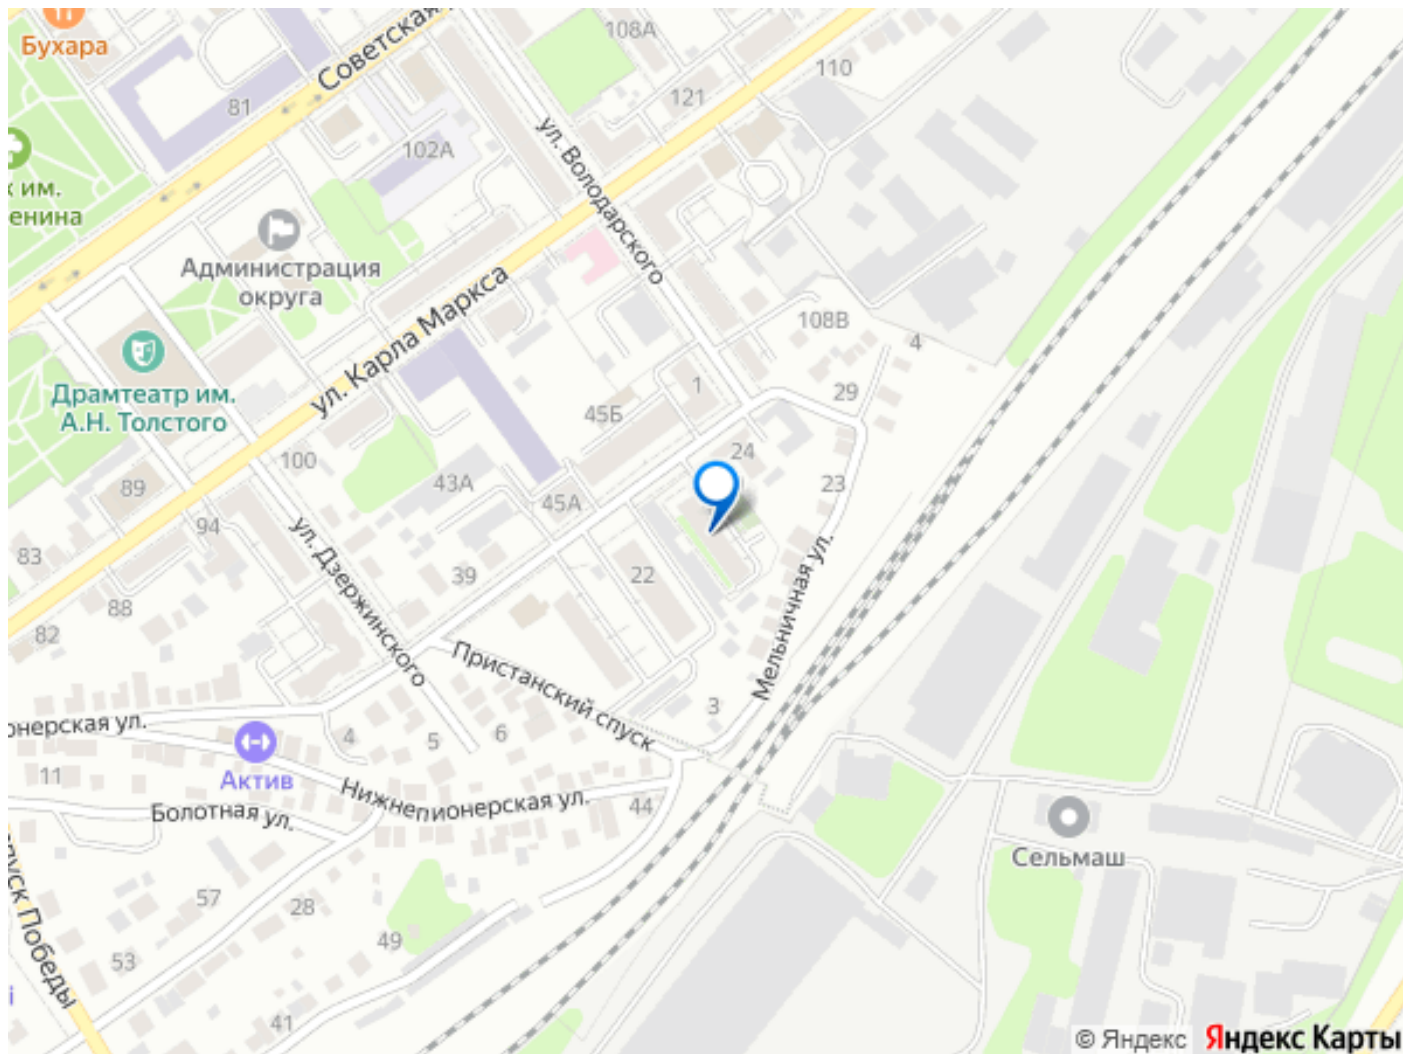 Бухара
Советская
108А
110
81
121
102А
ул. Володарского
к им.
енина
Администрация
округа
ул. Карла Маркса
108В
4
Драмтеатр им.
А.Н. Толстого
1
29
45Б
24
100
43А
45А
23
89
94
ул. Дзержинского
83
39
22
Мельничная ул.
88
82
Пристанский спуск
3
онерская ул.
4
5
6
Актив
11
Нижнепионерская ул.
Болотная ул.
44
Сельмаш
спуск Победы
57
28
49
53
41
© Яндекс Яндекс Карты